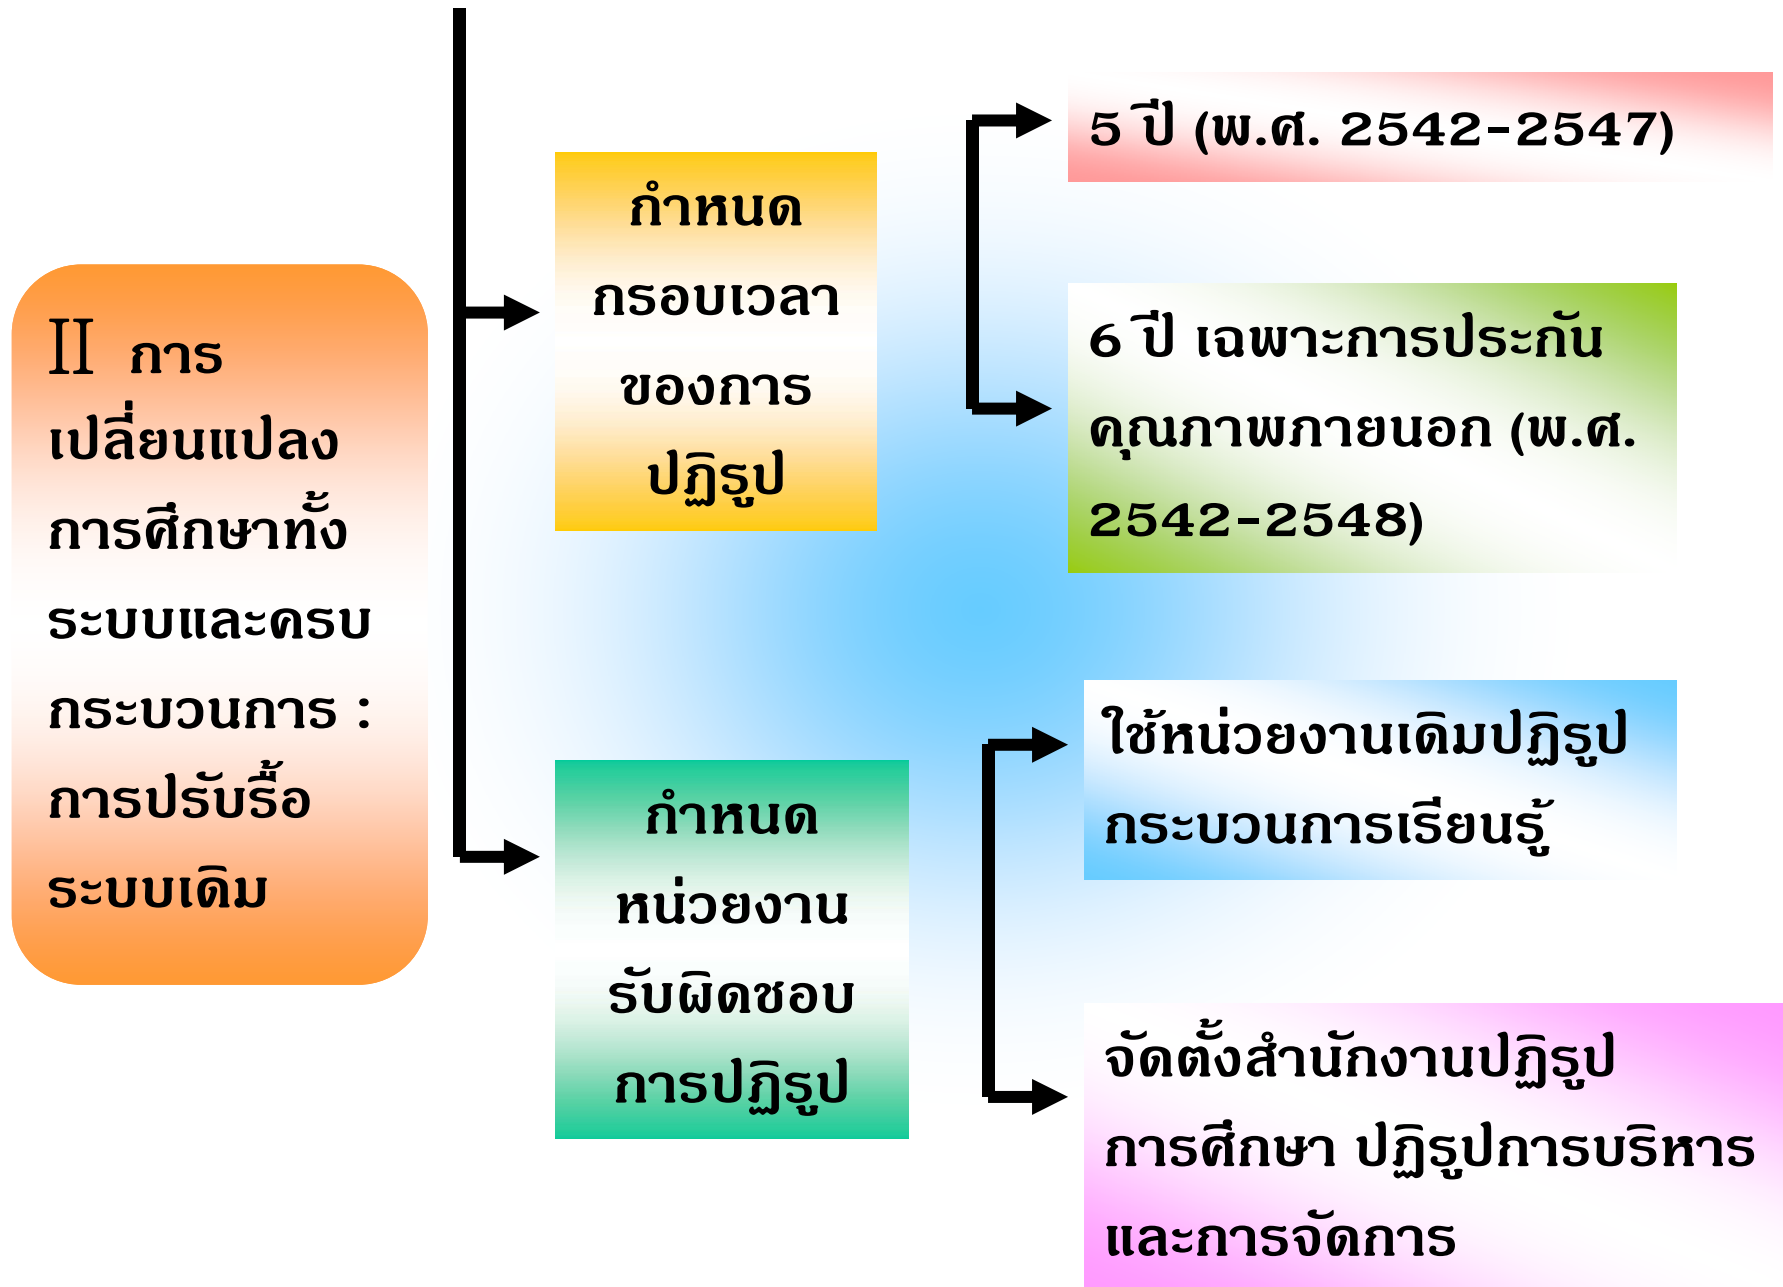 II การ
เปลี่ยนแปลง
การศึกษาทั้ง
ระบบและครบ
กระบวนการ :
การปรับรื้อ
ระบบเดิม
กำหนด
กรอบเวลา
ของการ
ปฏิรูป
5 ปี (พ.ศ. 2542-2547)
6 ปี เฉพาะการประกัน
คุณภาพภายนอก (พ.ศ.
2542-2548)
กำหนด
หน่วยงาน
รับผิดชอบ
การปฏิรูป
ใช้หน่วยงานเดิมปฏิรูป
กระบวนการเรียนรู้
จัดตั้งสำนักงานปฏิรูป
การศึกษา ปฏิรูปการบริหาร
และการจัดการ